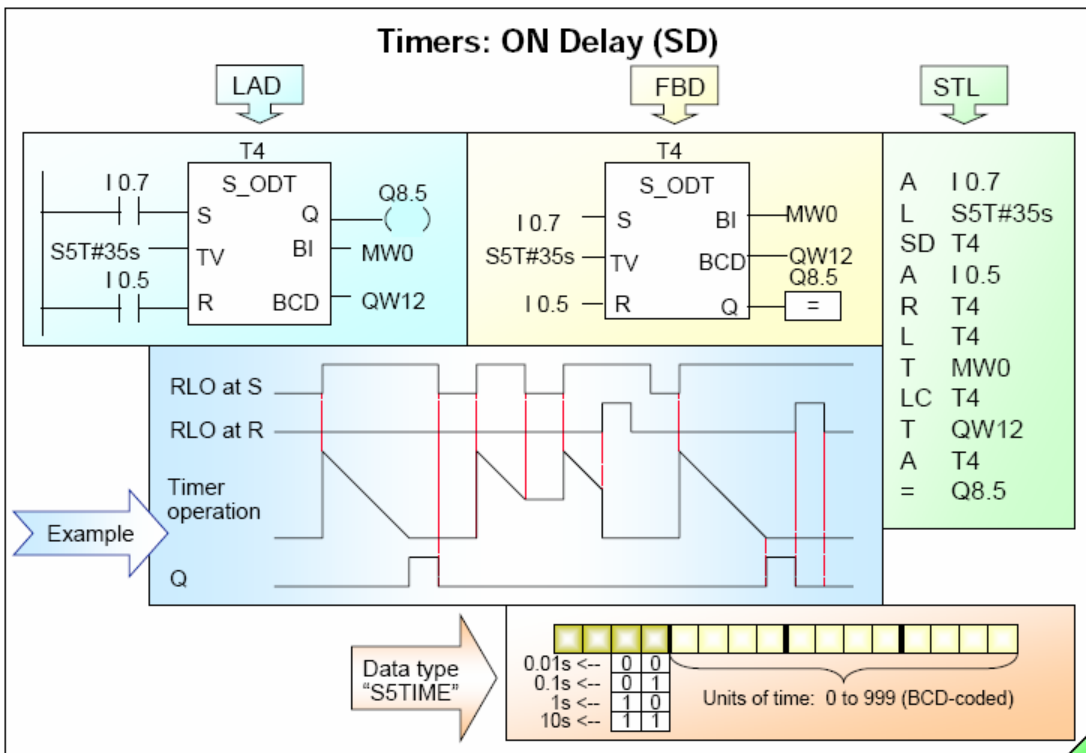 Timers: ON Delay (SD)
LAD
FBD
STL
T4
I 0.7
S_ODT
Q8.5
S
Q
( )
S5T#35s
TV
BI
MW0
I 0.5
R
BCD
QW12
T4
S_ODT
I 0.7
S
BI
MW0
S5T#35s
TV
BCD
QW12
Q8.5
I 0.5
R
Q
=
A I 0.7
L S5T#35s
SD T4
A I 0.5
R T4
L T4
T MW0
LC T4
T QW12
A T4
= Q8.5
RLO at S
RLO at R
Timer
operation
Q
Example
Data type
“S5TIME”
0.01s <-- 0 0
0.1s <-- 0 1
1s <-- 1 0
10s <-- 1 1
Units of time: 0 to 999 (BCD-coded)